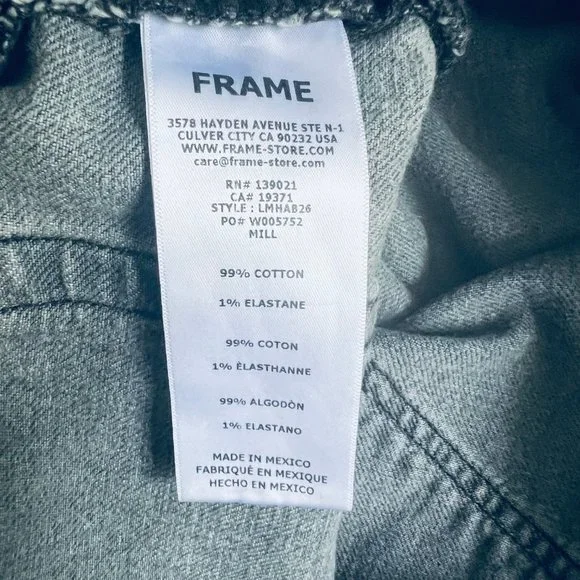 FRAME
3578 HAYDEN AVENUE STE N-1
CULVER CITY CA 90232 USA
WWW.FRAME-STORE.COM
care@frame-store.com
RN# 139021
CA# 19371
STYLE : LMHAB26
PO# W005752
MILL
99% COTTON
1% ELASTANE
99% COTON
1% ÉLASTHANNE
99% ALGODÒN
1% ELASTANO
MADE IN MEXICO
FABRIQUÉ EN MEXIQUE
HECHO EN MEXICO